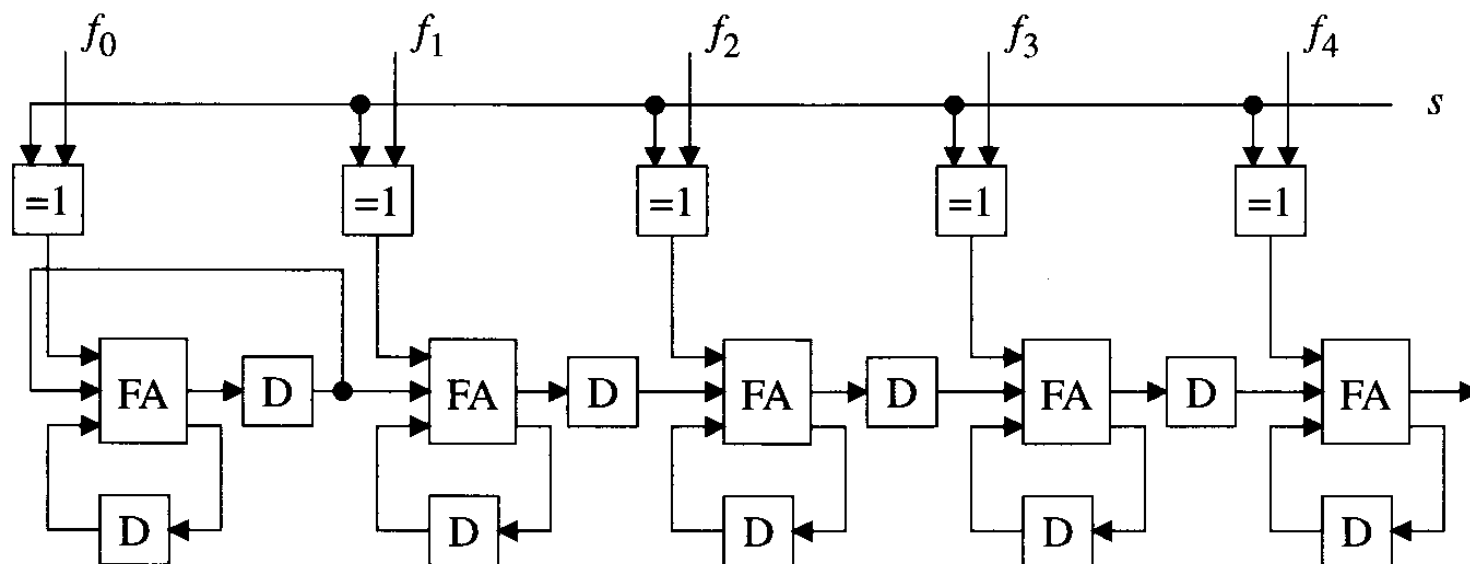 f₀ f₁ f₂ f₃ f₄
s
=1 =1 =1 =1 =1
FA D FA D FA D FA D FA
D D D D D